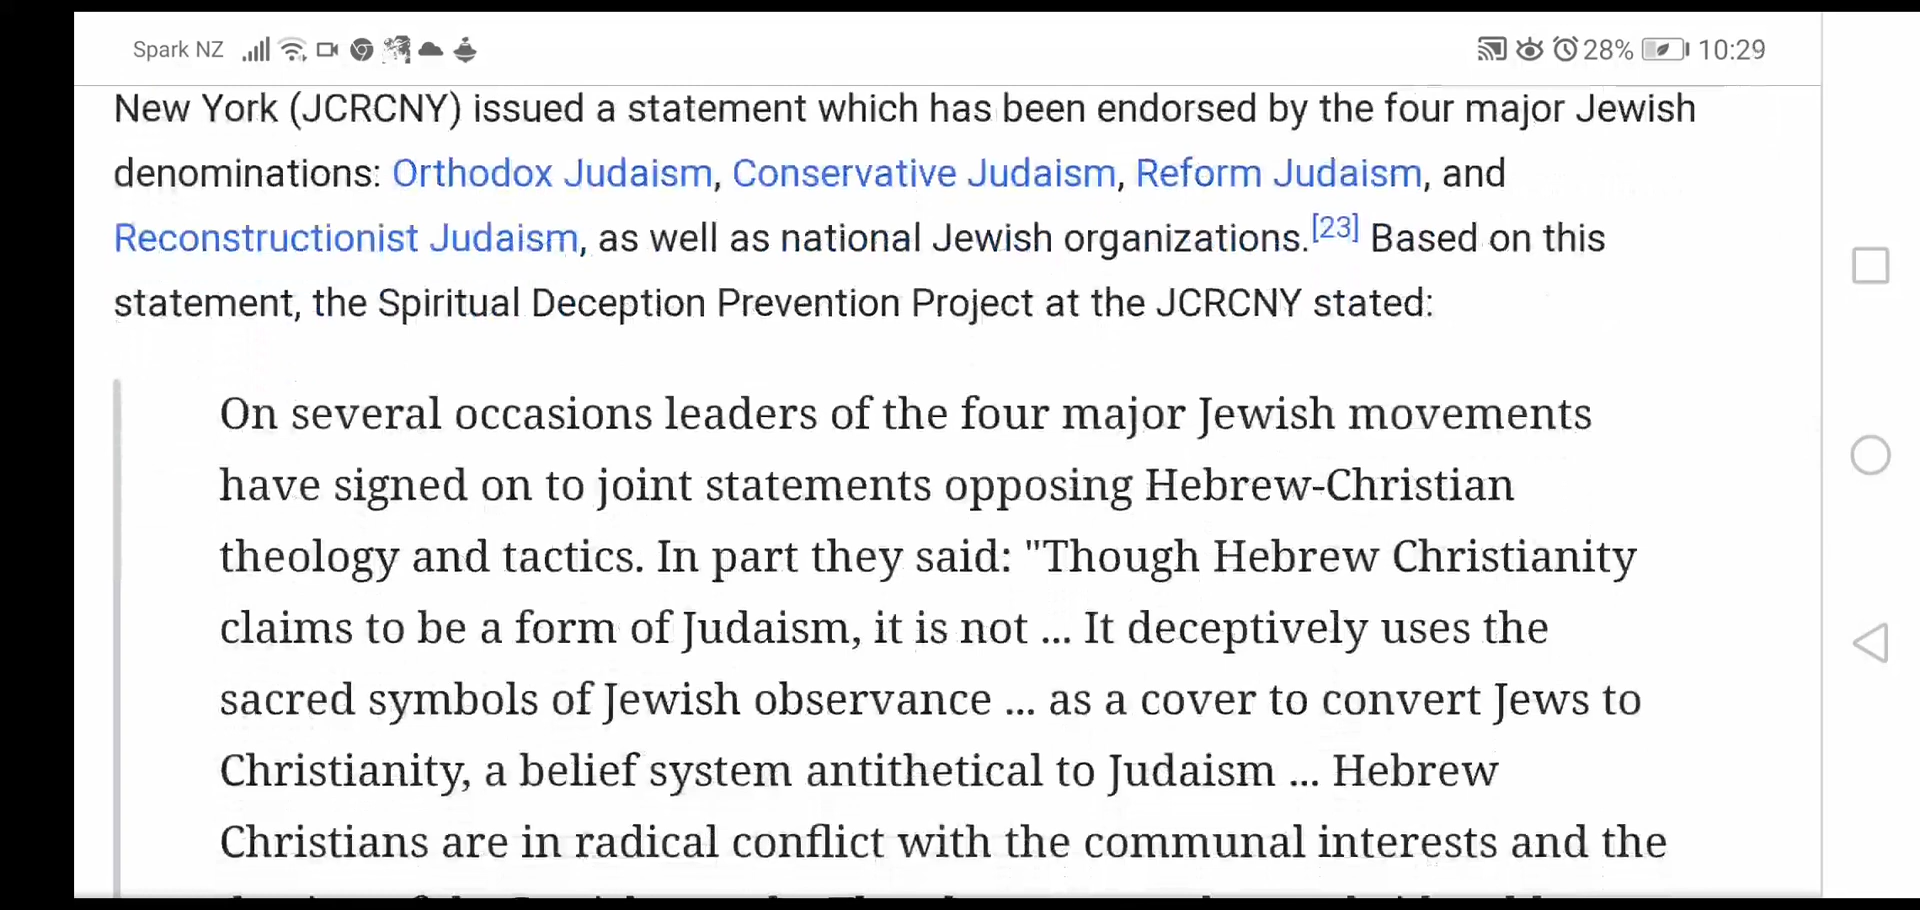 Spark NZ 28% 10:29
New York (JCRCNY) issued a statement which has been endorsed by the four major Jewish
denominations: Orthodox Judaism, Conservative Judaism, Reform Judaism, and
Reconstructionist Judaism, as well as national Jewish organizations.[23] Based on this
statement, the Spiritual Deception Prevention Project at the JCRCNY stated:
On several occasions leaders of the four major Jewish movements
have signed on to joint statements opposing Hebrew-Christian
theology and tactics. In part they said: "Though Hebrew Christianity
claims to be a form of Judaism, it is not ... It deceptively uses the
sacred symbols of Jewish observance ... as a cover to convert Jews to
Christianity, a belief system antithetical to Judaism ... Hebrew
Christians are in radical conflict with the communal interests and the